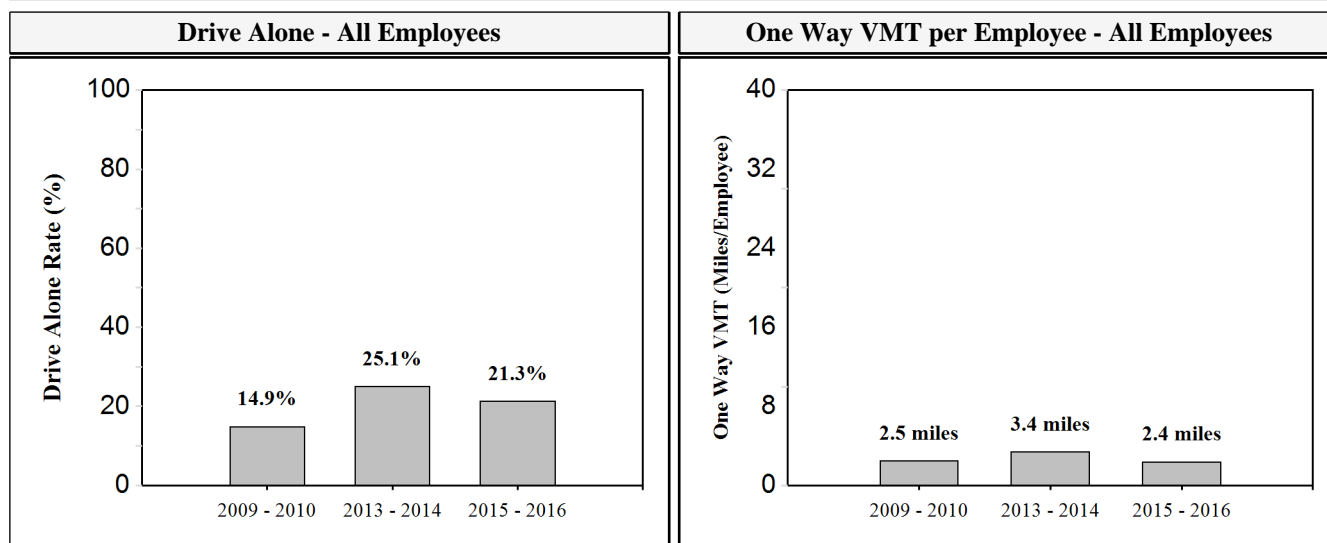 Drive Alone - All Employees
One Way VMT per Employee - All Employees
Drive Alone Rate (%)
100
80
60
40
20
0
14.9%
25.1%
21.3%
2009 - 2010
2013 - 2014
2015 - 2016
One Way VMT (Miles/Employee)
40
32
24
16
8
0
2.5 miles
3.4 miles
2.4 miles
2009 - 2010
2013 - 2014
2015 - 2016